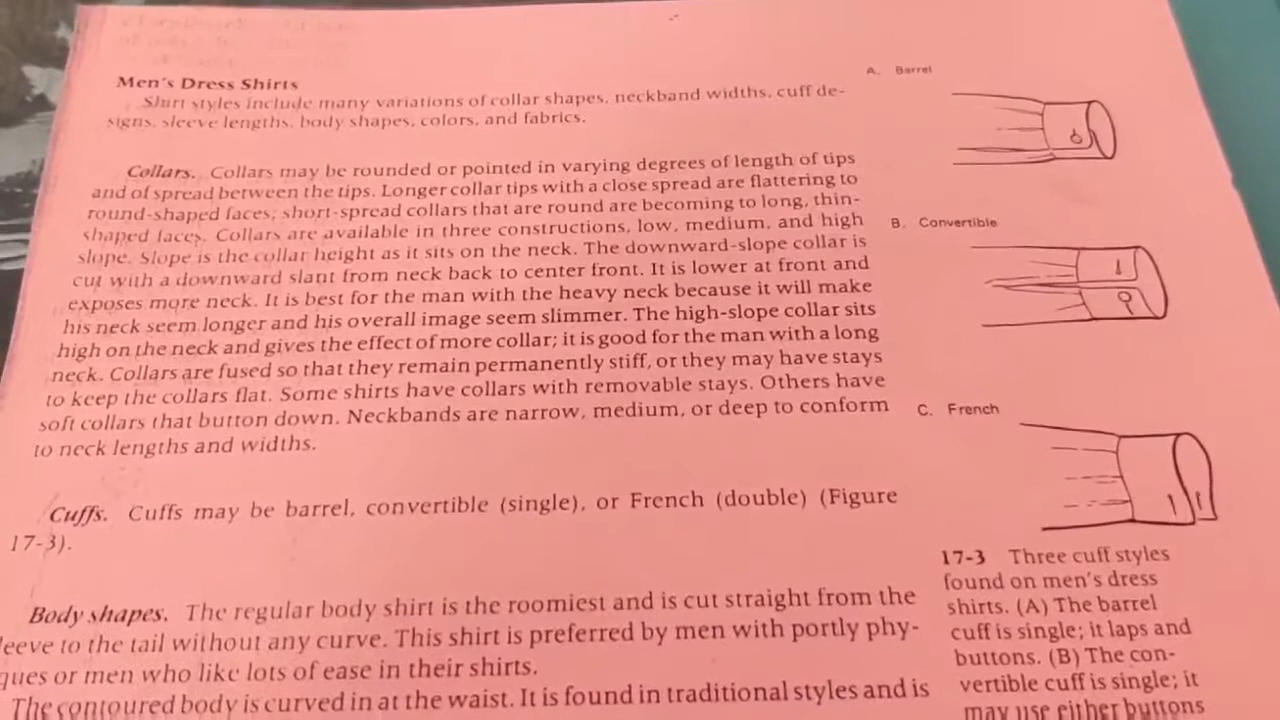 Men's Dress Shirts
Shirt styles include many variations of collar shapes, neckband widths, cuff de-
signs, sleeve lengths, body shapes, colors, and fabrics.
Collars. Collars may be rounded or pointed in varying degrees of length of tips
and of spread between the tips. Longer collar tips with a close spread are flattering to
round-shaped faces; short-spread collars that are round are becoming to long, thin-
shaped faces. Collars are available in three constructions, low, medium, and high
slope. Slope is the collar height as it sits on the neck. The downward-slope collar is
cut with a downward slant from neck back to center front. It is lower at front and
exposes more neck. It is best for the man with the heavy neck because it will make
his neck seem longer and his overall image seem slimmer. The high-slope collar sits
high on the neck and gives the effect of more collar; it is good for the man with a long
neck. Collars are fused so that they remain permanently stiff, or they may have stays
to keep the collars flat. Some shirts have collars with removable stays. Others have
soft collars that button down. Neckbands are narrow, medium, or deep to conform
to neck lengths and widths.
Cuffs. Cuffs may be barrel, convertible (single), or French (double) (Figure
17-3).
Body shapes. The regular body shirt is the roomiest and is cut straight from the
leeve to the tail without any curve. This shirt is preferred by men with portly phy-
ques or men who like lots of ease in their shirts.
The contoured body is curved in at the waist. It is found in traditional styles and is
A. Barrel
B. Convertible
C. French
17-3 Three cuff styles
found on men's dress
shirts. (A) The barrel
cuff is single; it laps and
buttons. (B) The con-
vertible cuff is single; it
may use either buttons